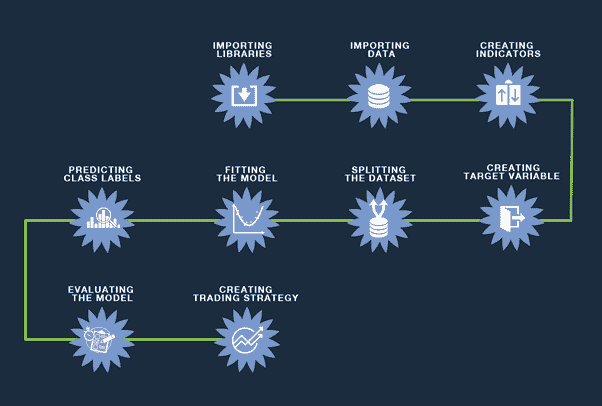 IMPORTING
LIBRARIES
IMPORTING
DATA
CREATING
INDICATORS
CREATING
TARGET VARIABLE
SPLITTING
THE DATASET
FITTING
THE MODEL
PREDICTING
CLASS LABELS
EVALUATING
THE MODEL
CREATING
TRADING STRATEGY